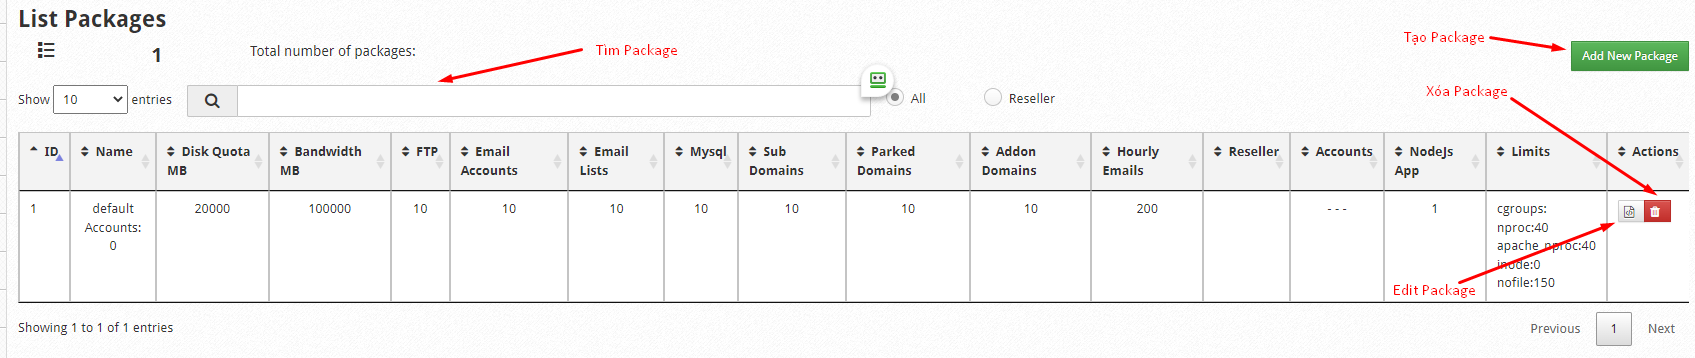 List Packages
1
Total number of packages:
Tìm Package
Tạo Package
Add New Package
Show 10 entries
All
Reseller
Xóa Package
ID
Name
Disk Quota
MB
Bandwidth
MB
FTP
Email
Accounts
Email
Lists
Mysql
Sub
Domains
Parked
Domains
Addon
Domains
Hourly
Emails
Reseller
Accounts
NodeJs
App
Limits
Actions
1
default
Accounts:
0
20000
100000
10
10
10
10
10
10
10
200
- - -
1
cgroups:
nproc:40
apache_nproc:40
inode:0
nofile:150
Edit Package
Showing 1 to 1 of 1 entries
Previous
1
Next